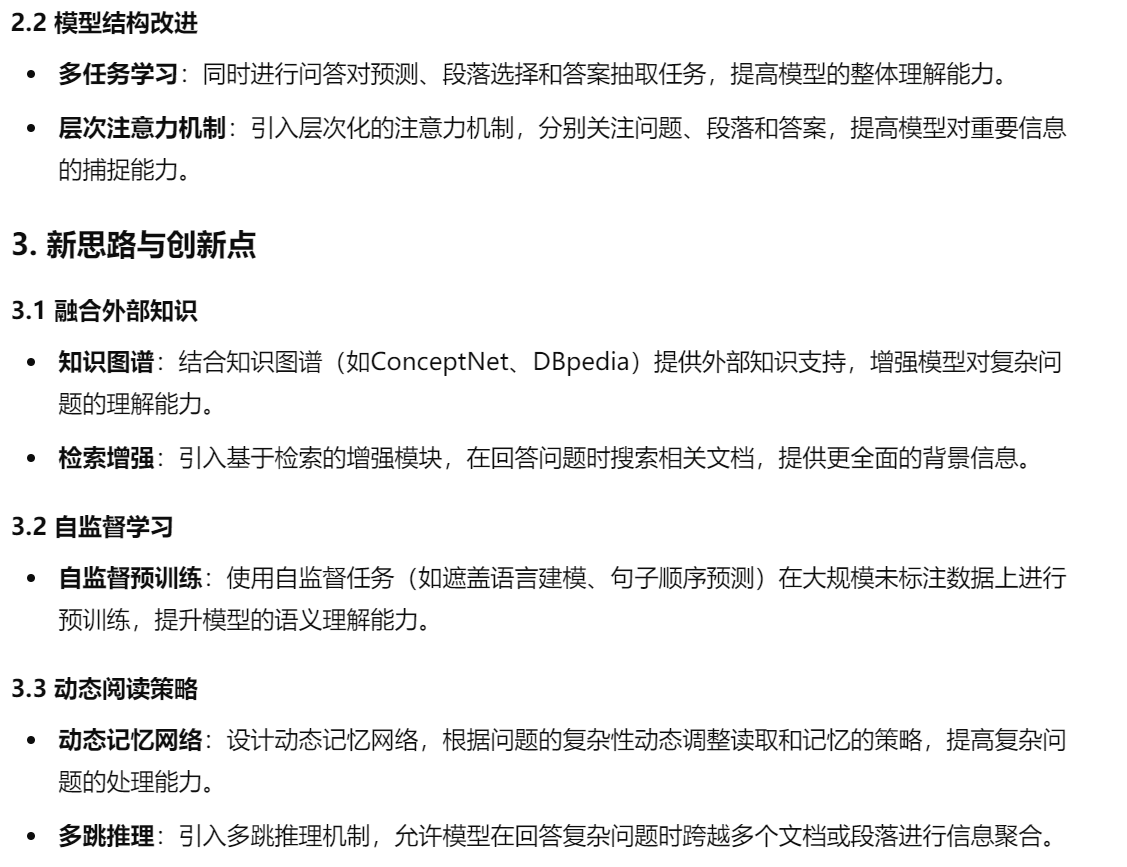 2.2 模型结构改进
• 多任务学习：同时进行问答对预测、段落选择和答案抽取任务，提高模型的整体理解能力。
• 层次注意力机制：引入层次化的注意力机制，分别关注问题、段落和答案，提高模型对重要信息
的捕捉能力。
3. 新思路与创新点
3.1 融合外部知识
• 知识图谱：结合知识图谱（如ConceptNet、DBpedia）提供外部知识支持，增强模型对复杂问
题的理解能力。
• 检索增强：引入基于检索的增强模块，在回答问题时搜索相关文档，提供更全面的背景信息。
3.2 自监督学习
• 自监督预训练：使用自监督任务（如遮盖语言建模、句子顺序预测）在大规模未标注数据上进行
预训练，提升模型的语义理解能力。
3.3 动态阅读策略
• 动态记忆网络：设计动态记忆网络，根据问题的复杂性动态调整读取和记忆的策略，提高复杂问
题的处理能力。
• 多跳推理：引入多跳推理机制，允许模型在回答复杂问题时跨越多个文档或段落进行信息聚合。